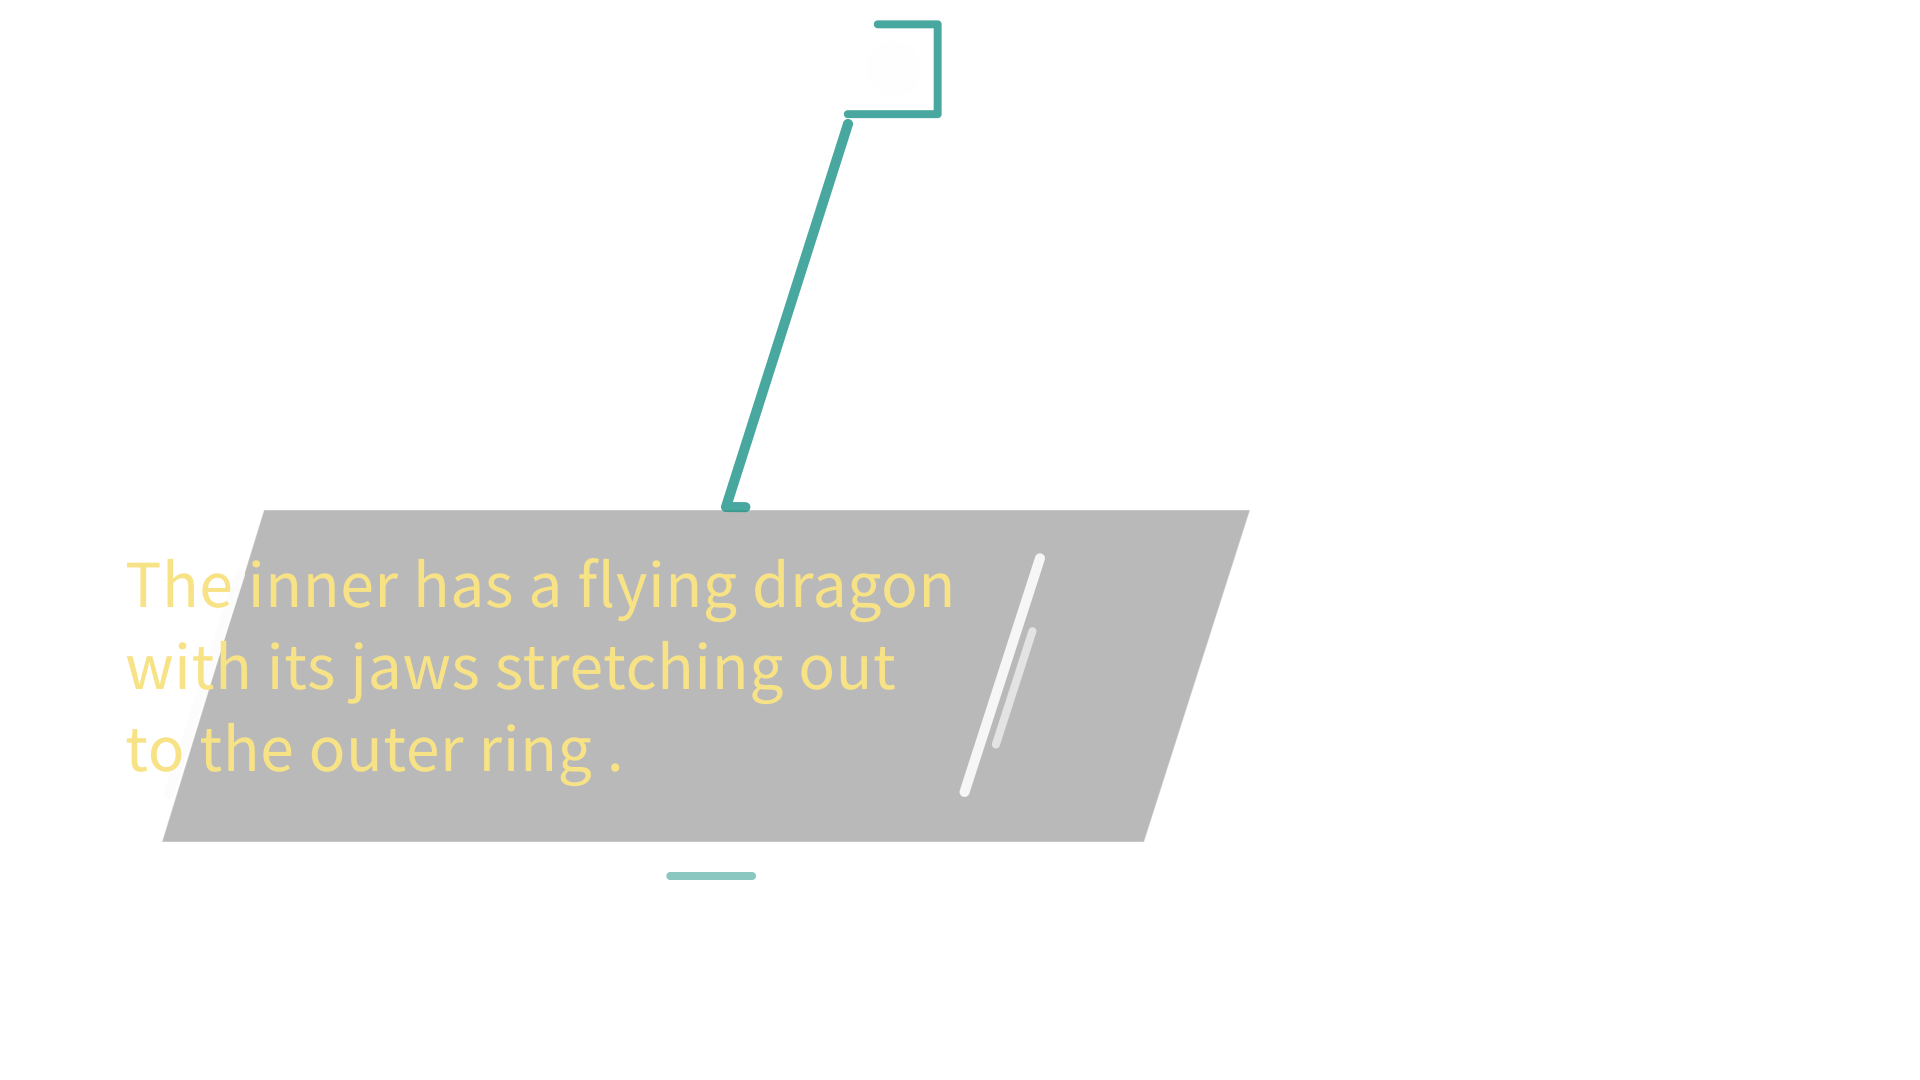 The inner has a flying dragon
with its jaws stretching out
to the outer ring .